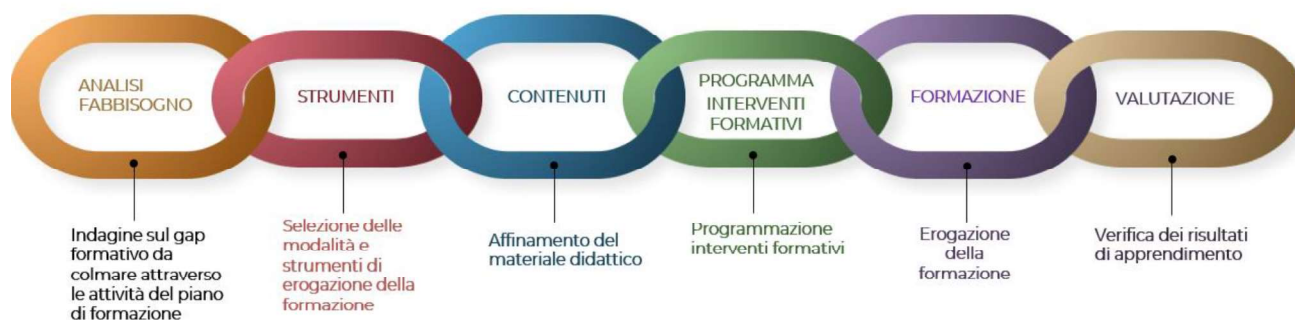 ANALISI
FABBISOGNO
STRUMENTI
CONTENUTI
PROGRAMMA
INTERVENTI
FORMATIVI
FORMAZIONE
VALUTAZIONE
Indagine sul gap
formativo da
colmare attraverso
le attività del piano
di formazione
Selezione delle
modalità e
strumenti di
erogazione della
formazione
Affinamento del
materiale didattico
Programmazione
interventi formativi
Erogazione
della
formazione
Verifica dei risultati
di apprendimento